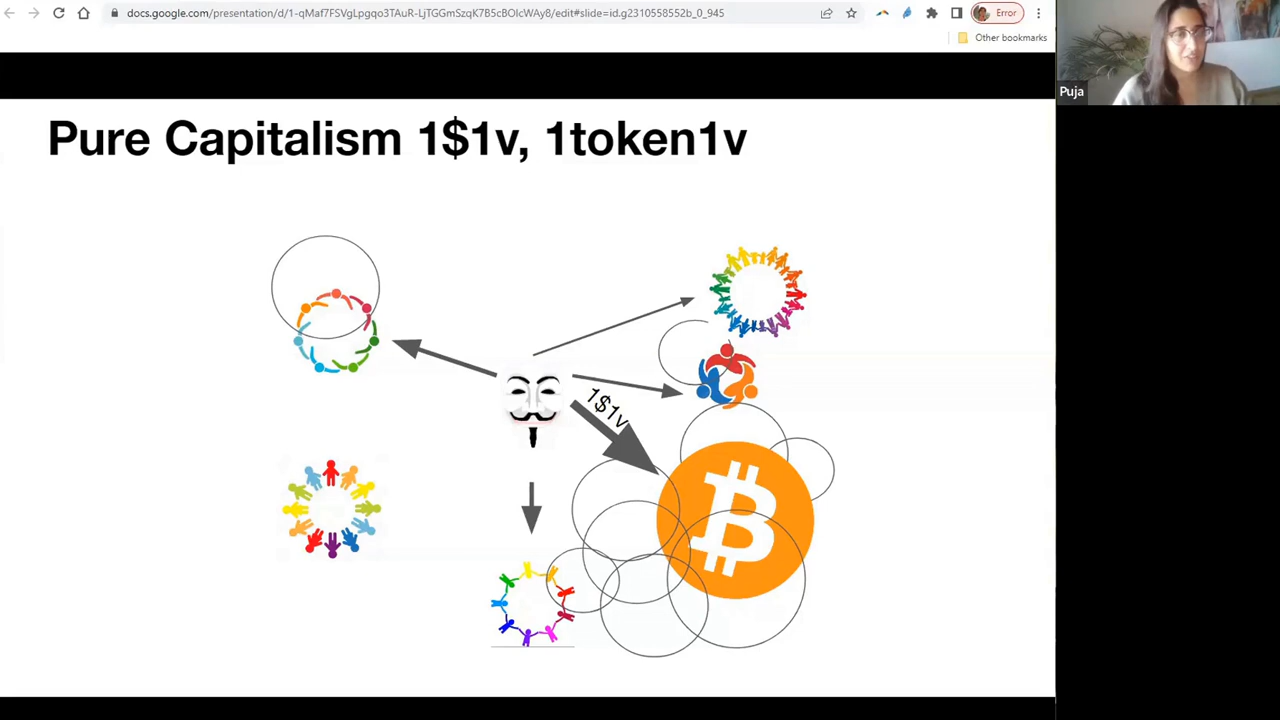 docs.google.com/presentation/d/1-qMaf7FSVgLpgqo3TAuR-LjTGGmSzqK7B5cBOlcWAy8/edit#slide=id.g2310558552b_0_945
Error
Other bookmarks
Puja
Pure Capitalism 1$1v, 1token1v
1$1v